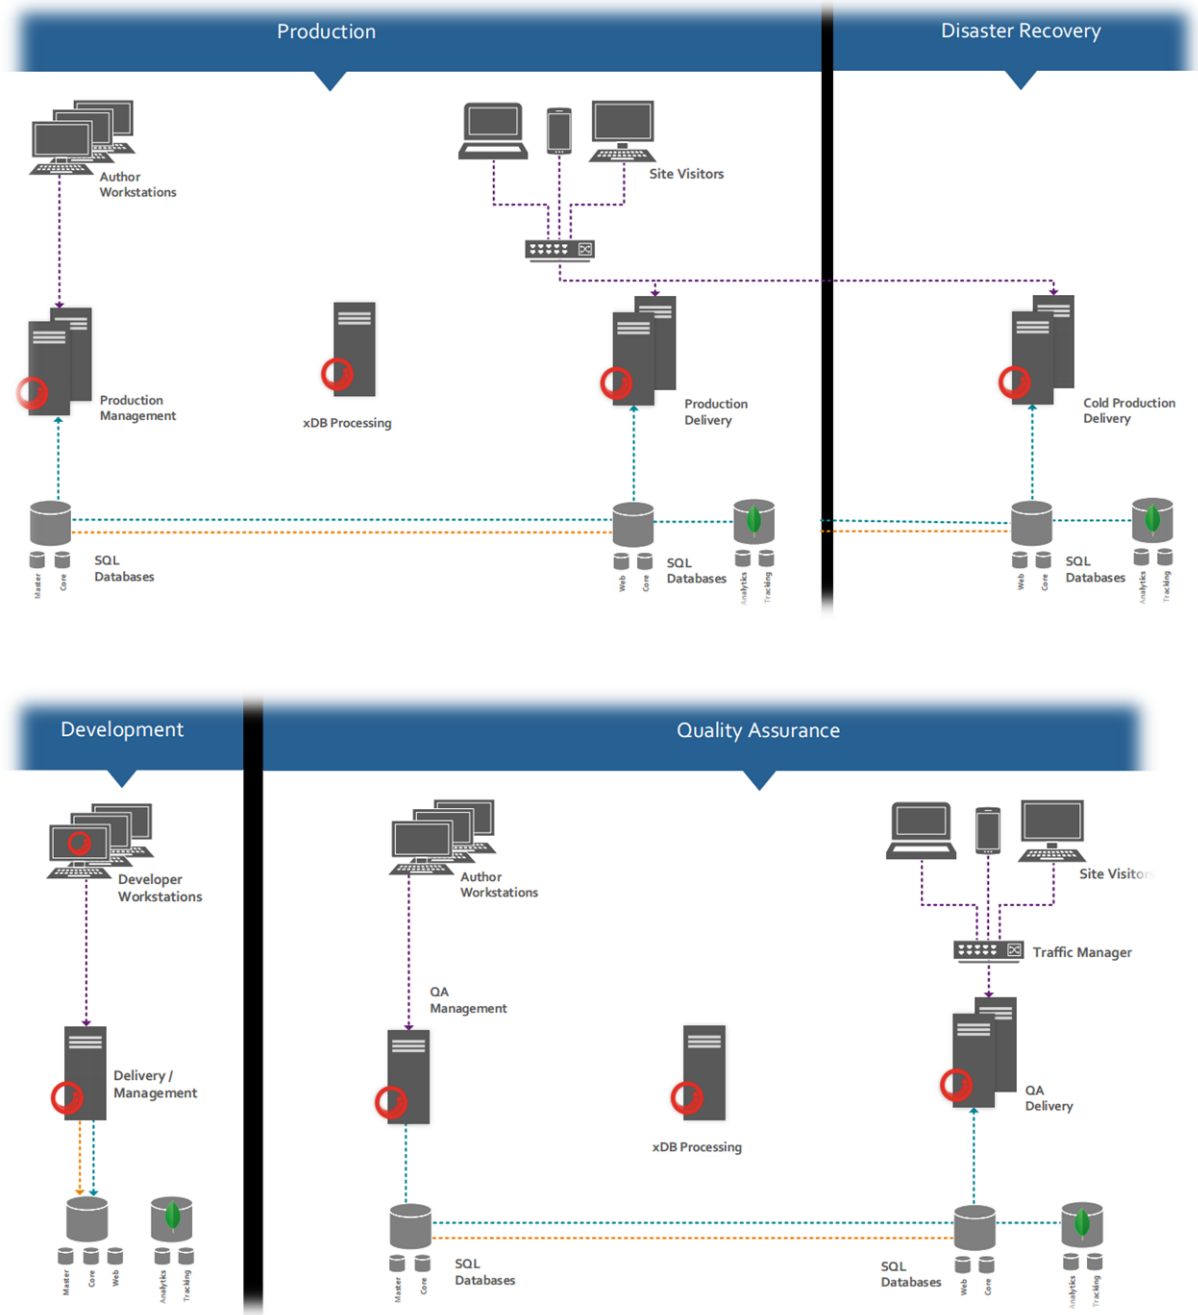 Production
Disaster Recovery
Author
Workstations
Site Visitors
Production
Management
xDB Processing
Production
Delivery
Cold Production
Delivery
SQL
Databases
Master
Core
SQL
Databases
Web
Core
Analytics
Tracking
SQL
Databases
Web
Core
Analytics
Tracking
Development
Quality Assurance
Developer
Workstations
Author
Workstations
Site Visitors
Traffic Manager
QA
Management
Delivery /
Management
QA
Delivery
xDB Processing
Master
Core
Web
Analytics
Tracking
SQL
Databases
Master
Core
SQL
Databases
Web
Core
Analytics
Tracking